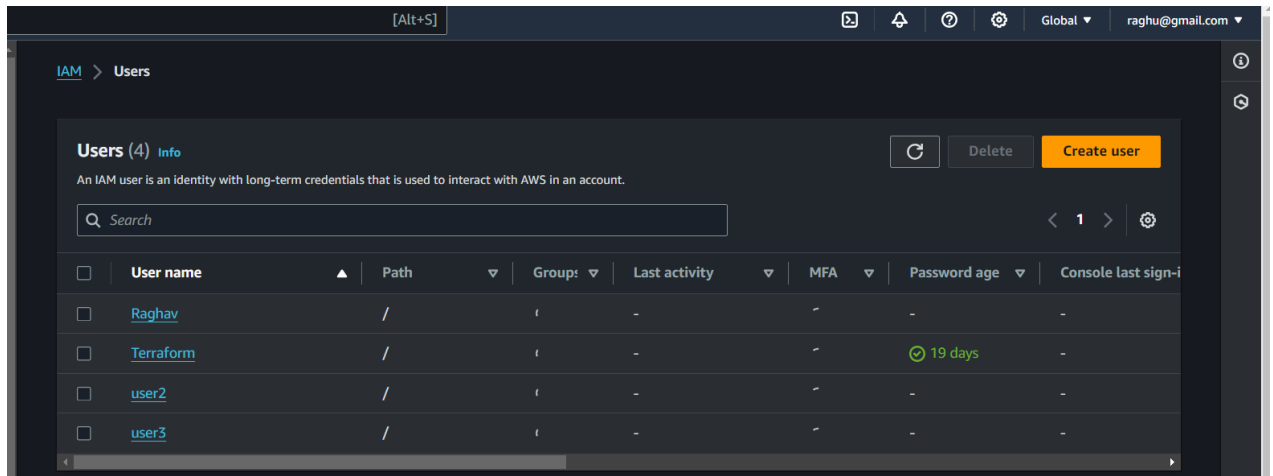 [Alt+S] Global raghu@gmail.com
IAM > Users
Users (4) Info Delete Create user
An IAM user is an identity with long-term credentials that is used to interact with AWS in an account.
Search 1
User name Path Groups Last activity MFA Password age Console last sign-i
Raghav / - - -
Terraform / - 19 days -
user2 / - - -
user3 / - - -